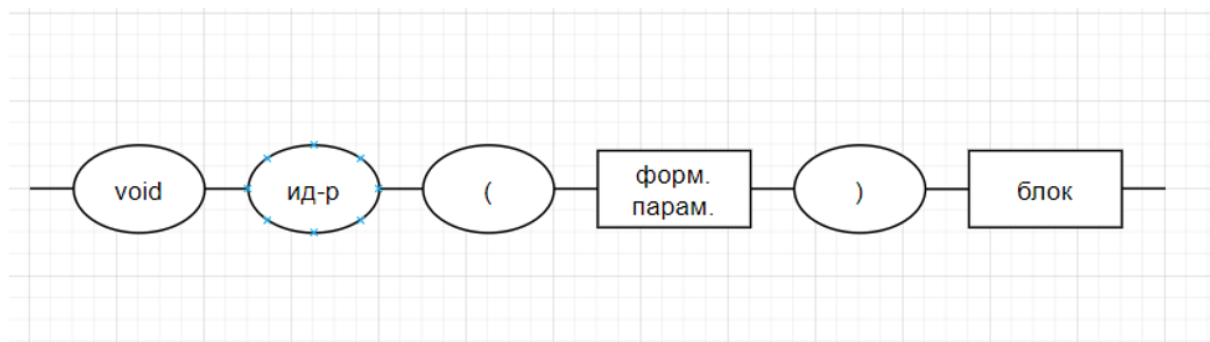 void
ид-р
(
форм.
парам.
)
блок